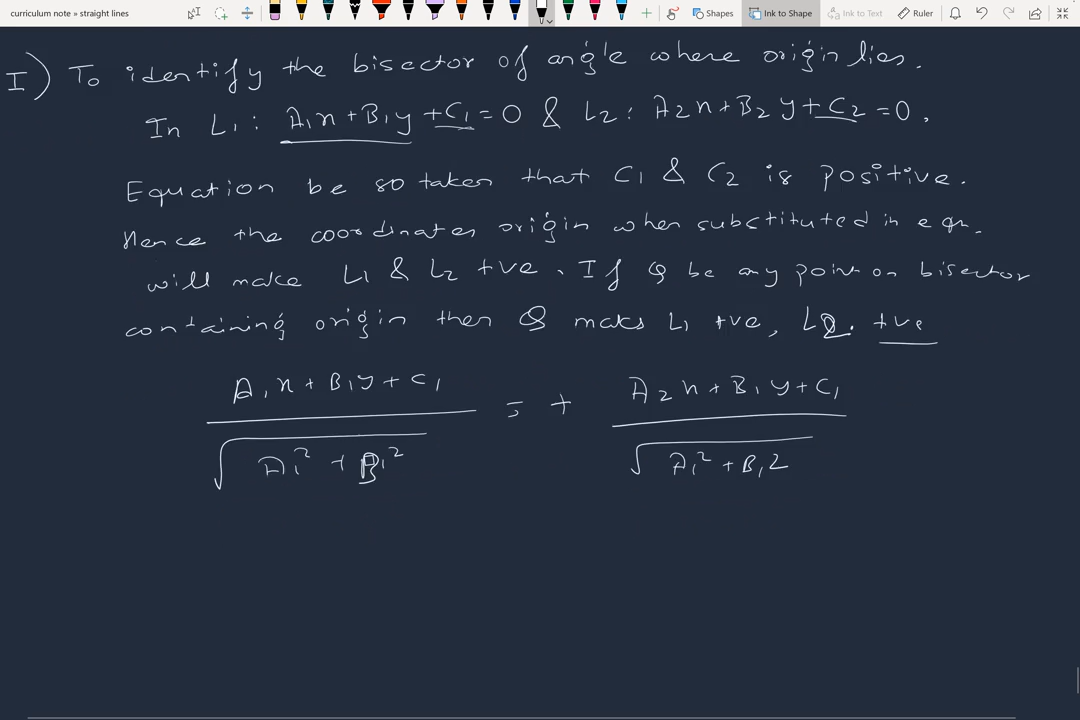 curriculum note » straight lines
Shapes Ink to Shape Ink to Text Ruler
I) To identify the bisector of angle where origin lies.
In L1 : A1x + B1y + C1 = 0 & L2 : A2x + B2y + C2 = 0,
Equation be so taken that C1 & C2 is positive.
Hence the coordinates origin when substituted in eqn.
will make L1 & L2 +ve. If Q be any point on bisector
containing origin then Q maks L1 +ve, L2. +ve
A1x + B1y + C1 / √(A1² + B1²) = + A2x + B1y + C1 / √(A1² + B12)